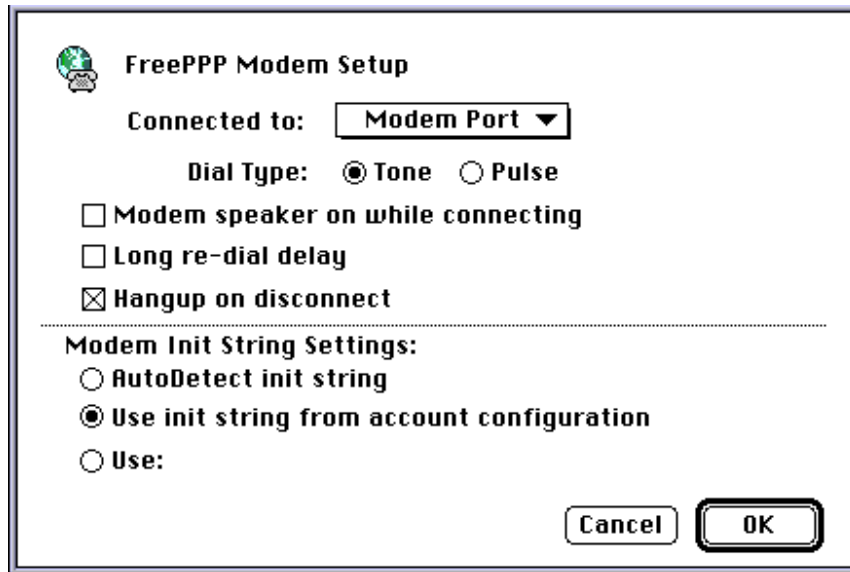 FreePPP Modem Setup
Connected to: Modem Port
Dial Type: Tone Pulse
Modem speaker on while connecting
Long re-dial delay
Hangup on disconnect
Modem Init String Settings:
AutoDetect init string
Use init string from account configuration
Use:
Cancel OK